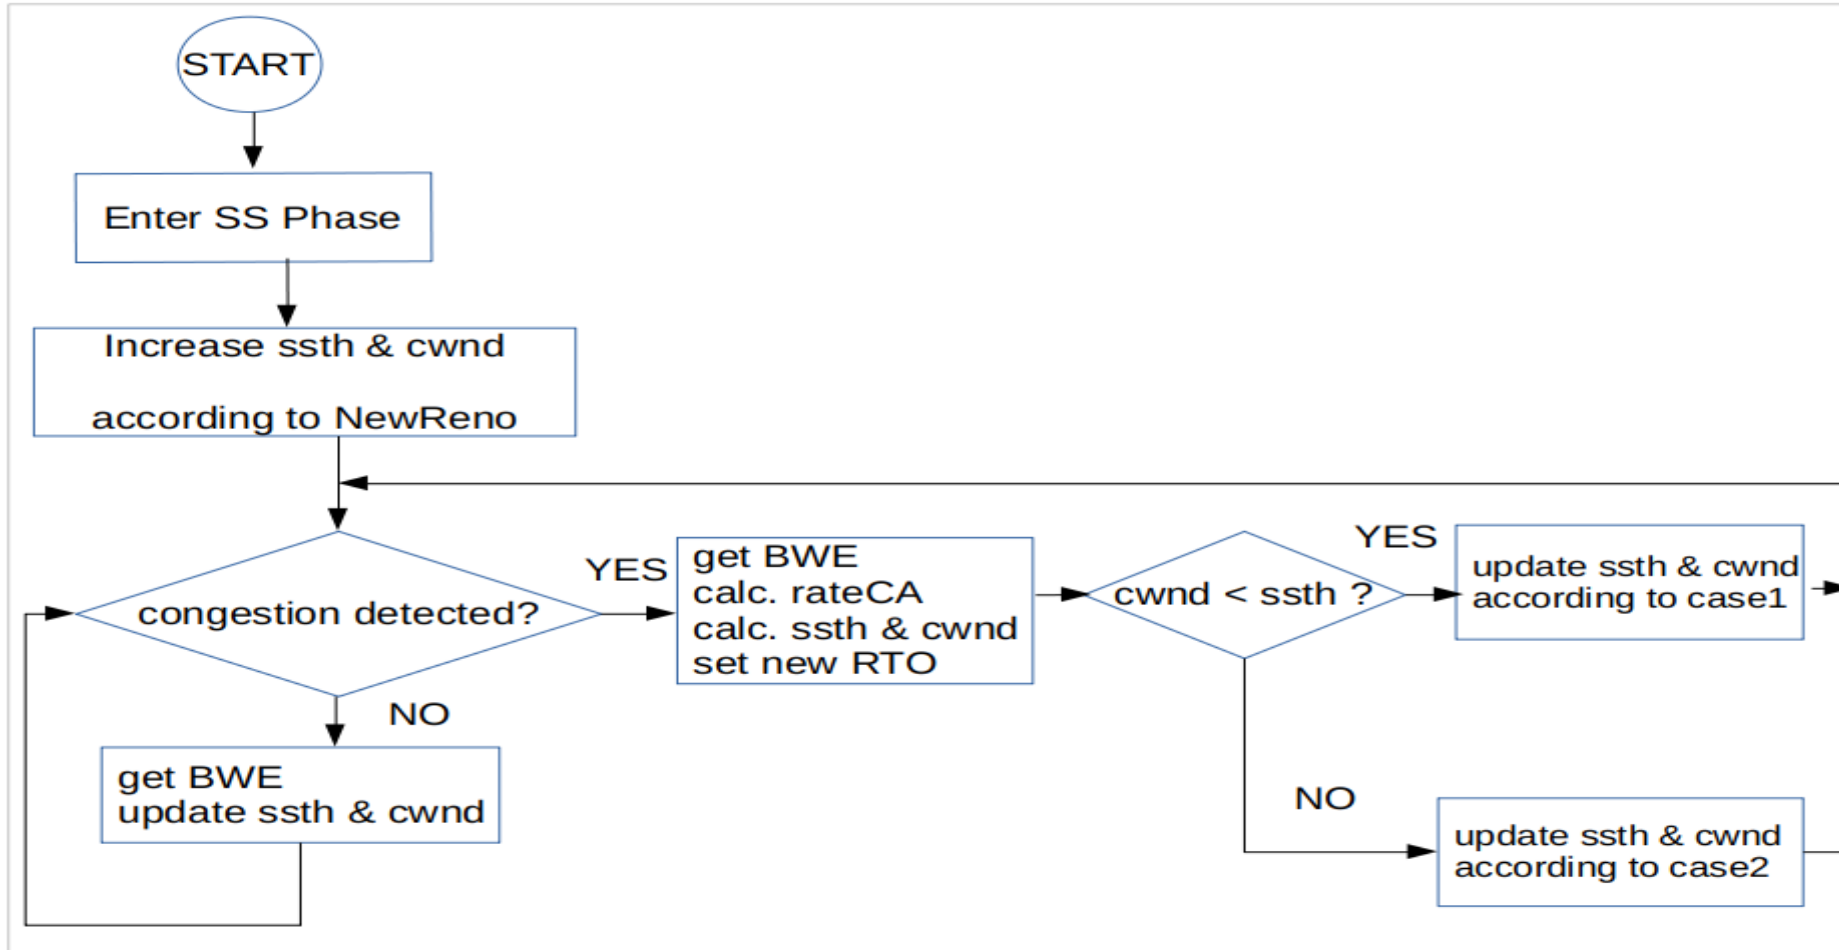 START
Enter SS Phase
Increase ssth & cwnd
according to NewReno
congestion detected?
YES
get BWE
calc. rateCA
calc. ssth & cwnd
set new RTO
cwnd < ssth ?
YES
update ssth & cwnd
according to case1
NO
get BWE
update ssth & cwnd
NO
update ssth & cwnd
according to case2